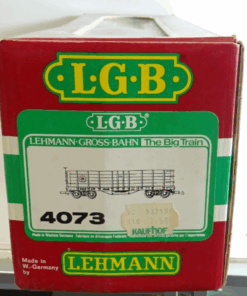 L·G·B
L·G·B
LEHMANN-GROSS-BAHN The Big Train
4073
KAUFHOF
Made in
W.-Germany
by
LEHMANN